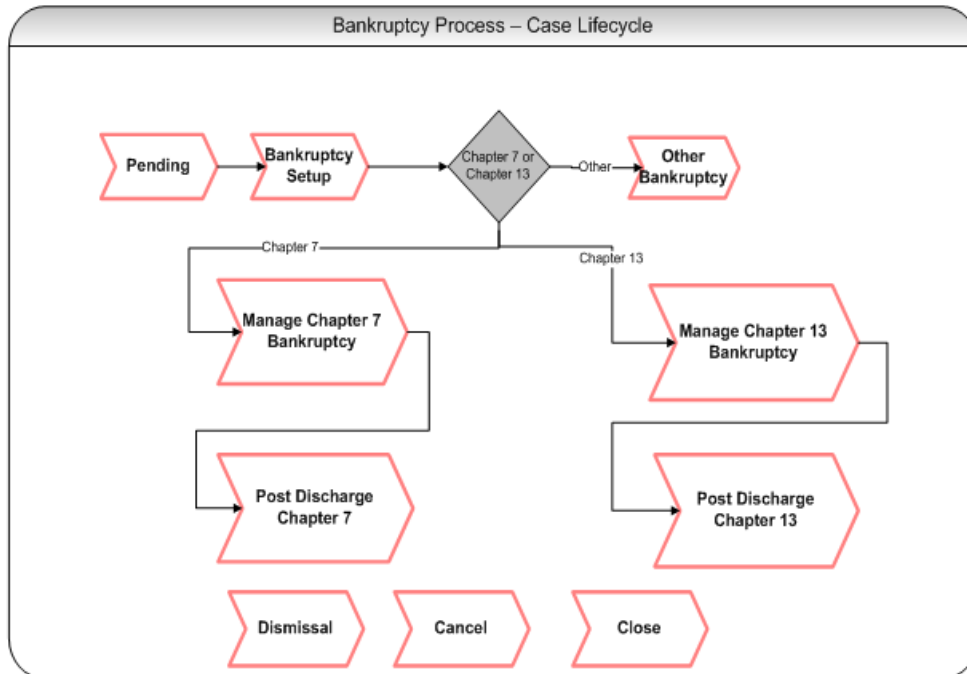 Bankruptcy Process – Case Lifecycle
Pending
Bankruptcy
Setup
Chapter 7 or
Chapter 13
Other
Other
Bankruptcy
Chapter 7
Chapter 13
Manage Chapter 7
Bankruptcy
Manage Chapter 13
Bankruptcy
Post Discharge
Chapter 7
Post Discharge
Chapter 13
Dismissal
Cancel
Close